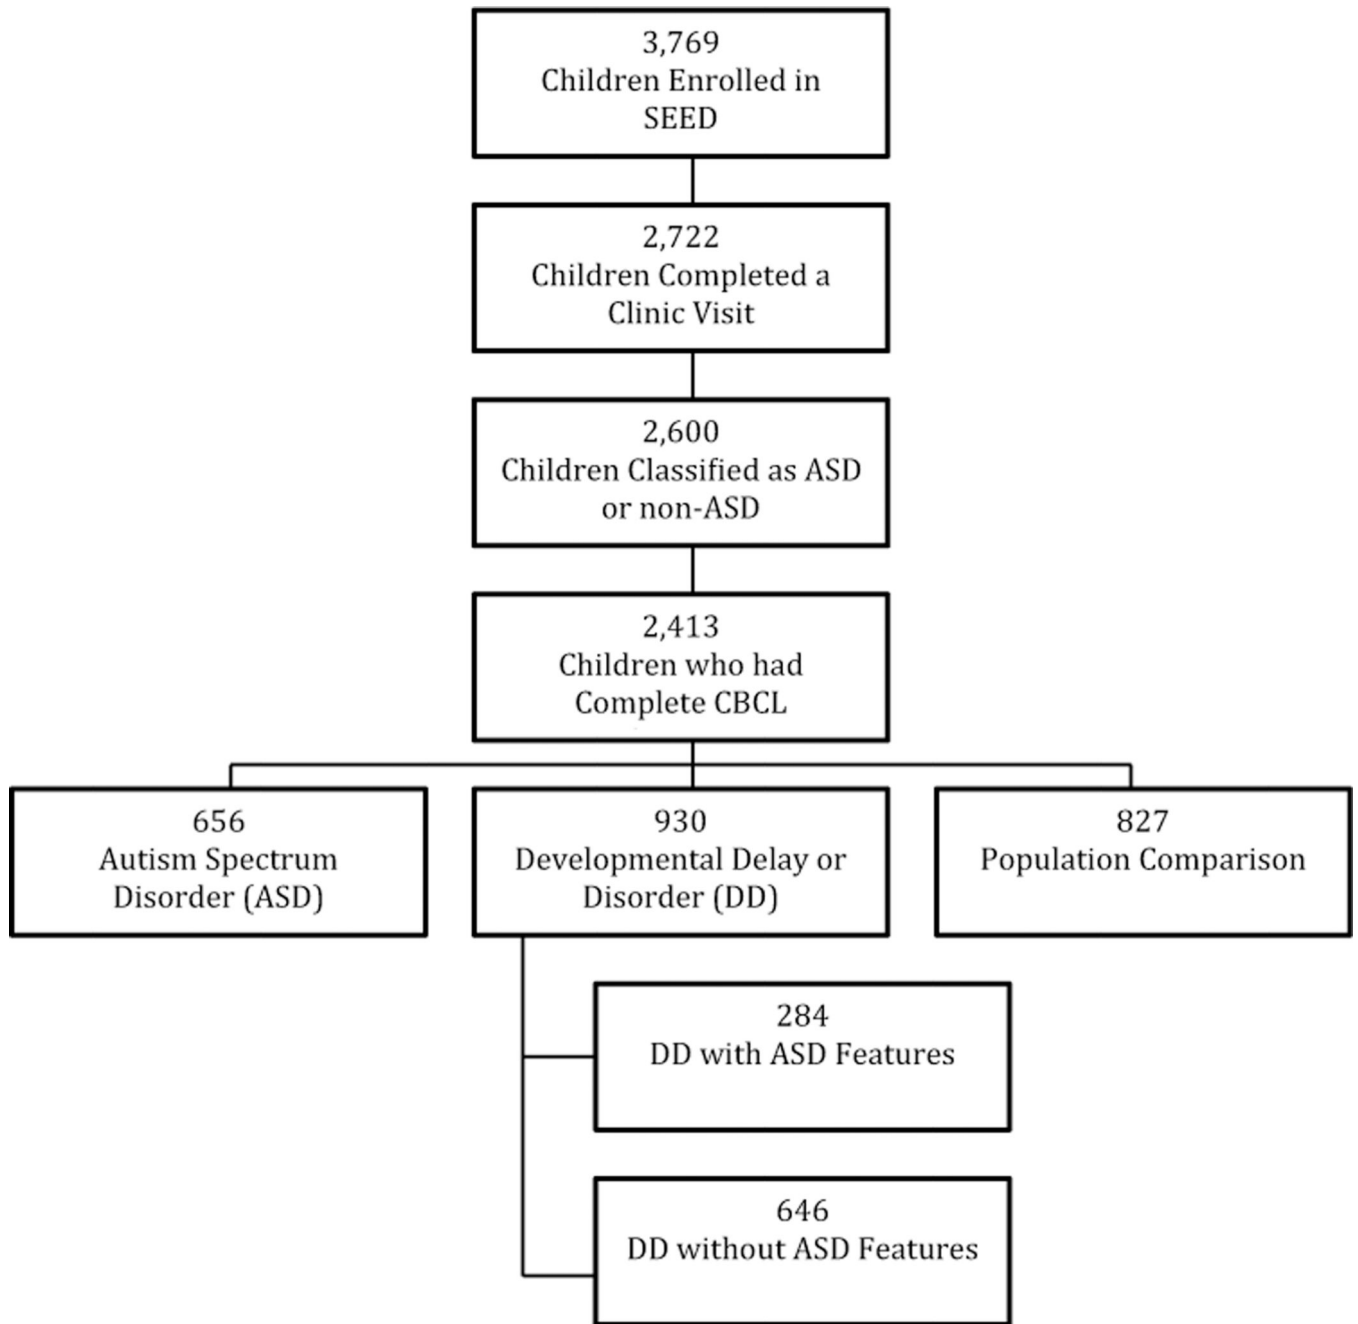 3,769
Children Enrolled in
SEED
2,722
Children Completed a
Clinic Visit
2,600
Children Classified as ASD
or non-ASD
2,413
Children who had
Complete CBCL
656
Autism Spectrum
Disorder (ASD)
930
Developmental Delay or
Disorder (DD)
827
Population Comparison
284
DD with ASD Features
646
DD without ASD Features